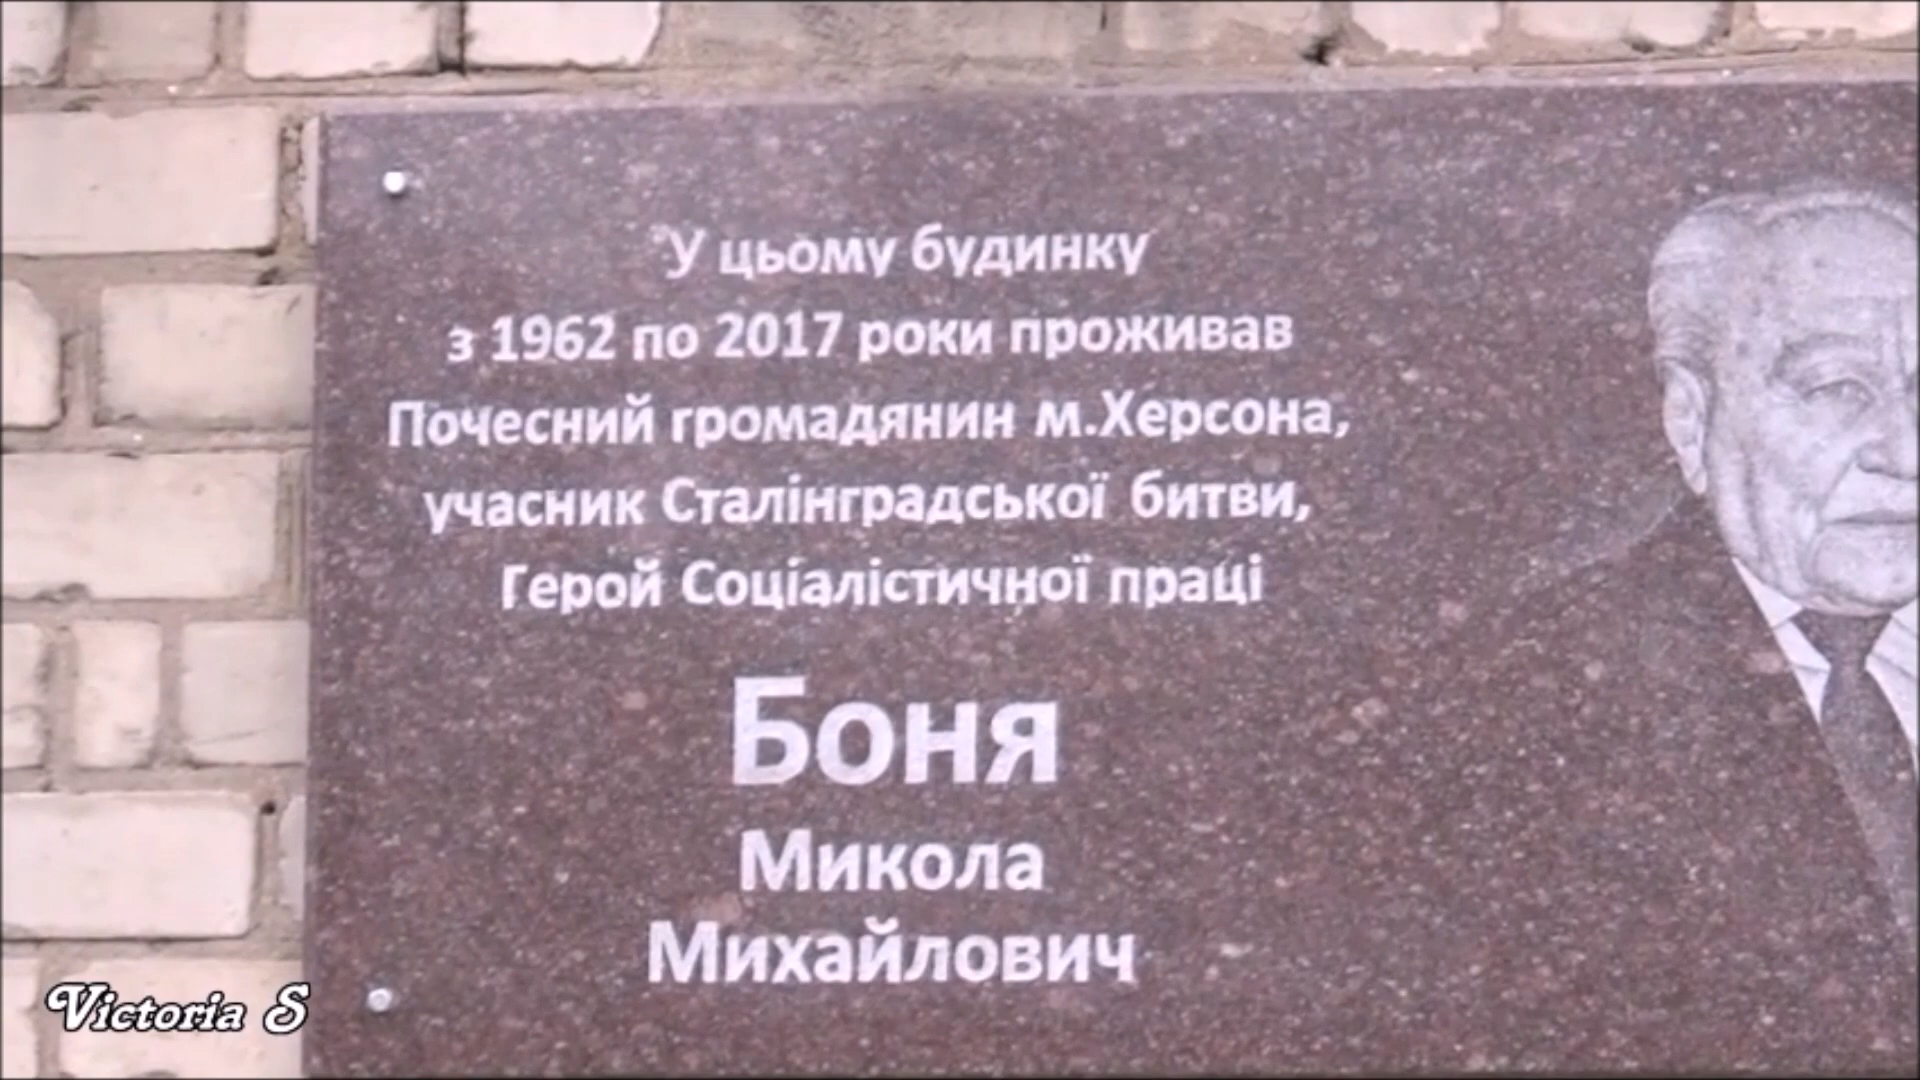 У цьому будинку
з 1962 по 2017 роки проживав
Почесний громадянин м.Херсона,
учасник Сталінградської битви,
Герой Соціалістичної праці
Боня
Микола
Михайлович
Victoria S